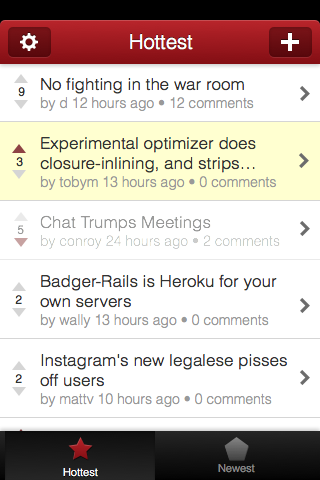 Hottest
No fighting in the war room
9
by d 12 hours ago • 12 comments
Experimental optimizer does
closure-inlining, and strips...
3
by tobym 13 hours ago • 0 comments
Chat Trumps Meetings
5
by conroy 24 hours ago • 2 comments
Badger-Rails is Heroku for your
own servers
2
by wally 13 hours ago • 0 comments
Instagram's new legalese pisses
off users
2
by mattv 10 hours ago • 0 comments
Hottest
Newest